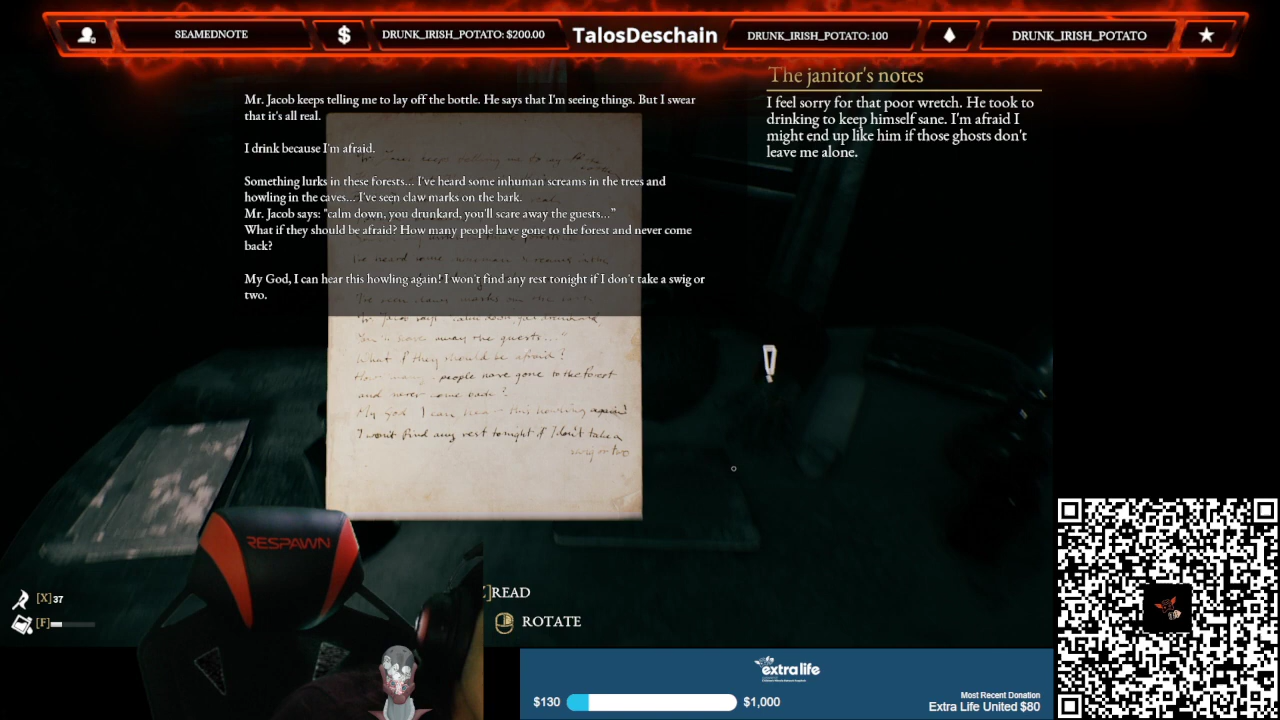 SEAMEDNOTE
$
DRUNK_IRISH_POTATO: $200.00
TalosDeschain
DRUNK_IRISH_POTATO: 100
DRUNK_IRISH_POTATO
The janitor's notes
I feel sorry for that poor wretch. He took to
drinking to keep himself sane. I'm afraid I
might end up like him if those ghosts don't
leave me alone.
Mr. Jacob keeps telling me to lay off the bottle. He says that I'm seeing things. But I swear
that it's all real.
I drink because I'm afraid.
Something lurks in these forests... I've heard some inhuman screams in the trees and
howling in the caves... I've seen claw marks on the bark.
Mr. Jacob says: "calm down, you drunkard, you'll scare away the guests..."
What if they should be afraid? How many people have gone to the forest and never come
back?
My God, I can hear this howling again! I won't find any rest tonight if I don't take a swig or
two.
What if they should be afraid?
How many people have gone to the forest
and never come back?
My God I can hear this howling again
I won't find any rest tonight if I don't take a
swig or two
RESPAWN
[X]37
[F]
]READ
ROTATE
extralife
$130
$1,000
Most Recent Donation
Extra Life United $80